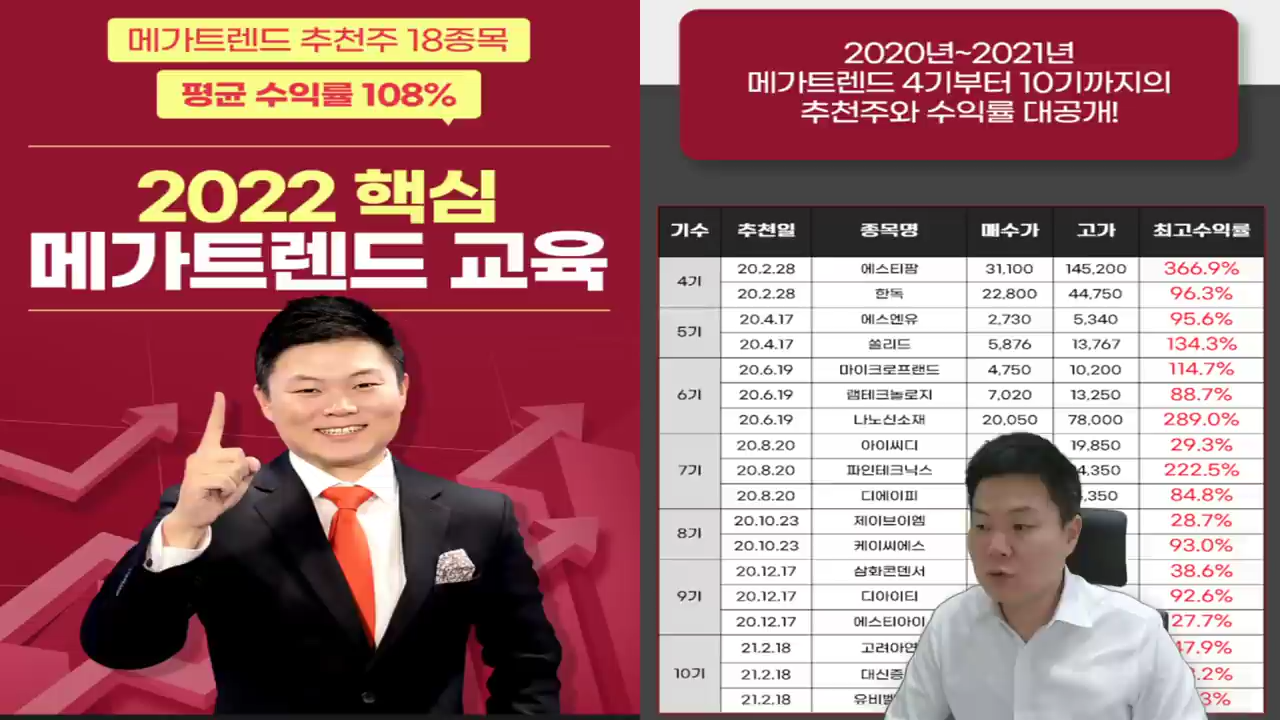 메가트렌드 추천주 18종목
평균 수익률 108%
2022 핵심
메가트렌드 교육
2020년~2021년
메가트렌드 4기부터 10기까지의
추천주와 수익률 대공개!
기수 추천일 종목명 매수가 고가 최고수익률
4기 20.2.28 에스티팜 31,100 145,200 366.9%
20.2.28 한독 22,800 44,750 96.3%
5기 20.4.17 에스엔유 2,730 5,340 95.6%
20.4.17 쏠리드 5,876 13,767 134.3%
6기 20.6.19 마이크로프랜드 4,750 10,200 114.7%
20.6.19 램테크놀로지 7,020 13,250 88.7%
20.6.19 나노신소재 20,050 78,000 289.0%
7기 20.8.20 아이씨디 19,850 29.3%
20.8.20 파인테크닉스 222.5%
20.8.20 디에이피 84.8%
8기 20.10.23 제이브이엠 28.7%
20.10.23 케이씨에스 93.0%
9기 20.12.17 삼화콘덴서 38.6%
20.12.17 디아이티 92.6%
20.12.17 에스티아이 27.7%
10기 21.2.18 고려아연
21.2.18
21.2.18